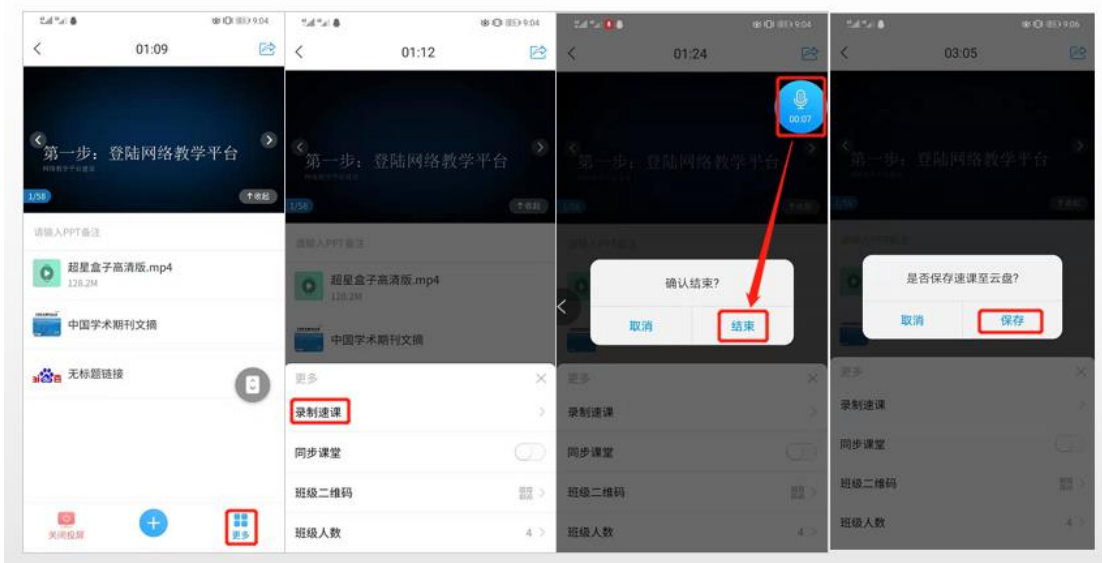 9:04
01:09
第一步：登陆网络教学平台
1/58
↑收起
请输入PPT备注
超星盒子高清版.mp4
128.2M
中国学术期刊文摘
无标题链接
关闭投屏
更多
9:04
01:12
第一步：登陆网络教学平台
1/58
↑收起
请输入PPT备注
超星盒子高清版.mp4
128.2M
中国学术期刊文摘
更多
录制速课
同步课堂
班级二维码
班级人数
4
9:04
01:24
00:07
第一步：登陆网络教学平台
1/58
↑收起
确认结束?
取消
结束
更多
录制速课
同步课堂
班级二维码
班级人数
4
9:06
03:05
第一步：登陆网络教学平台
是否保存速课至云盘?
取消
保存
更多
录制速课
同步课堂
班级二维码
班级人数
4